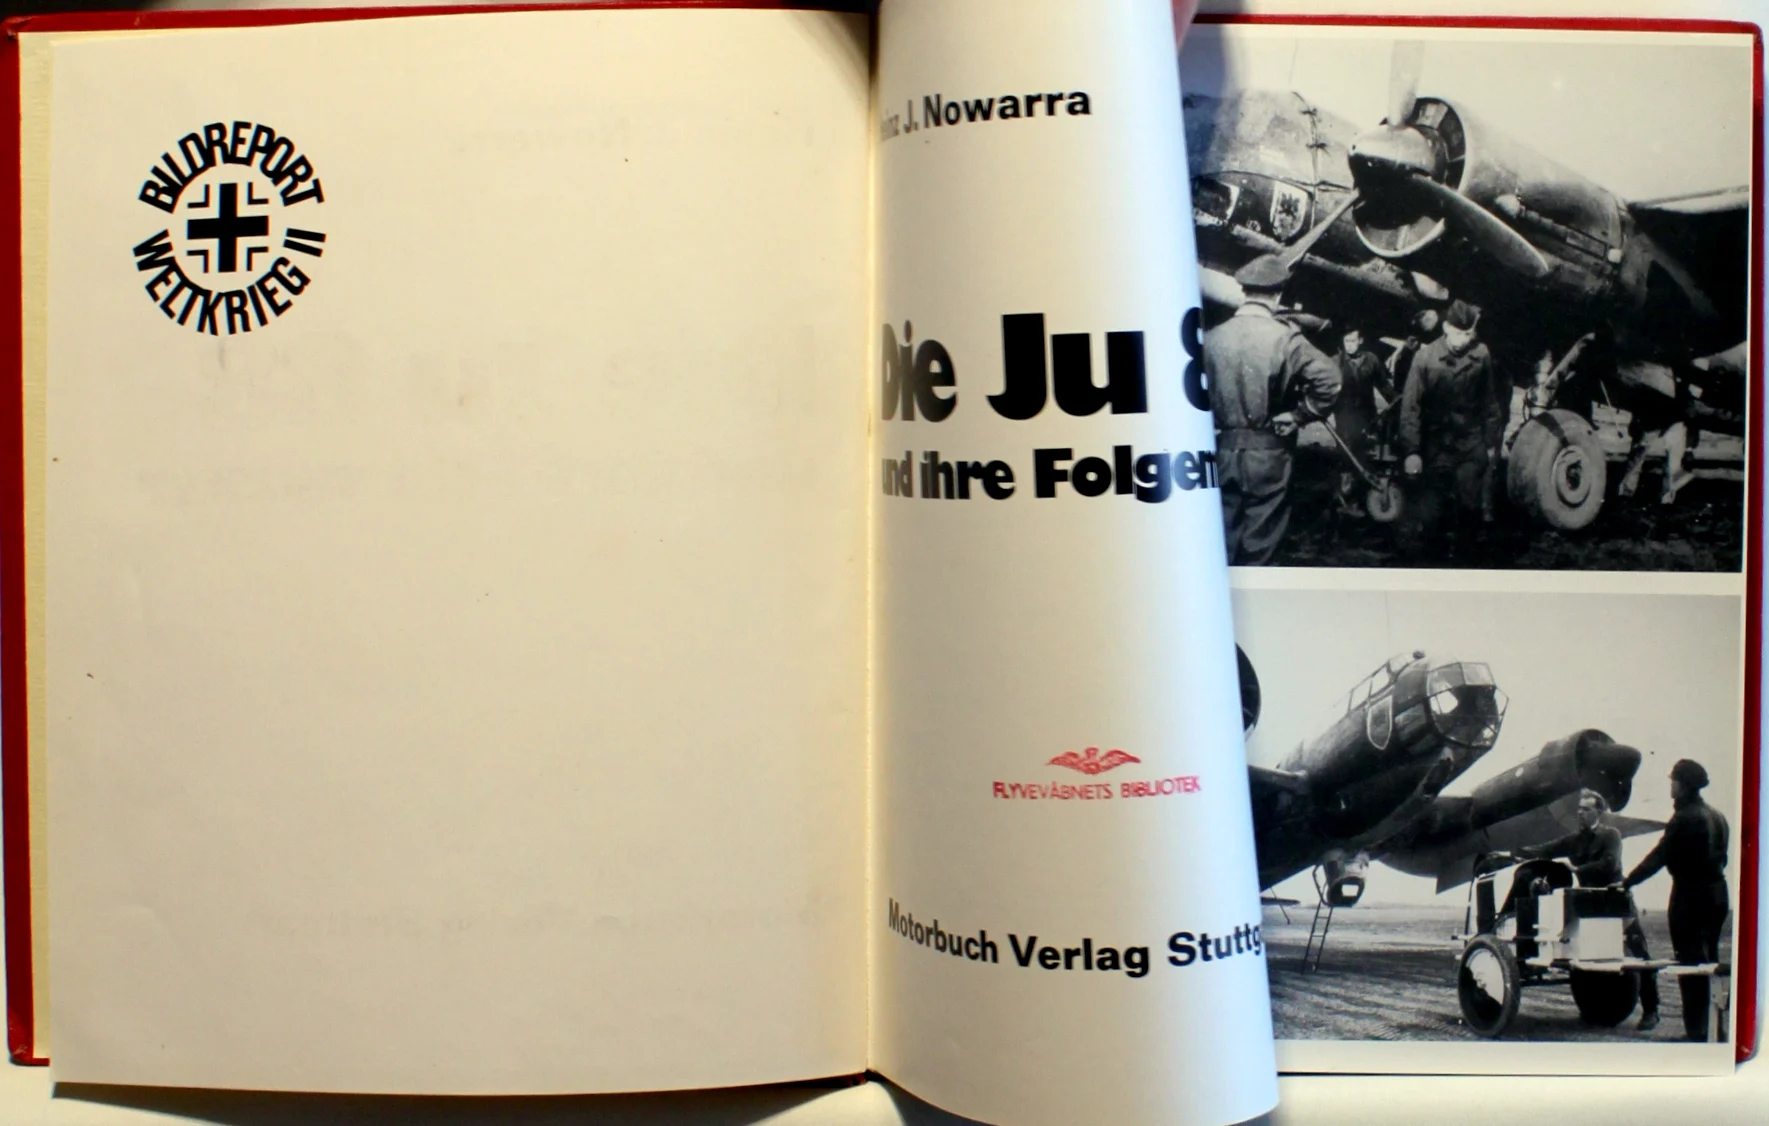 BILDREPORT
WELTKRIEG II
J. Nowarra
Die Ju
und ihre
FLYVEVÅBNETS BIBLIOTEK
Motorbuch Verlag